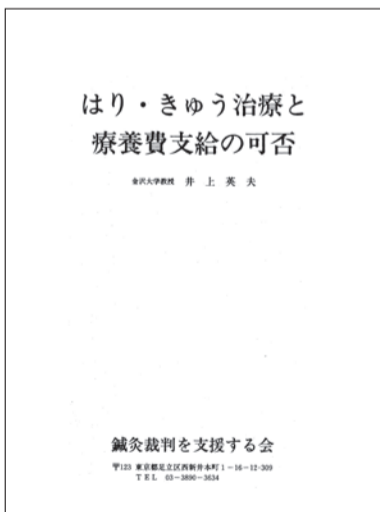 はり・きゅう治療と
療養費支給の可否
金沢大学教授 井上英夫
鍼灸裁判を支援する会
〒123 東京都足立区西新井本町1-16-12-309
TEL 03-3890-3634